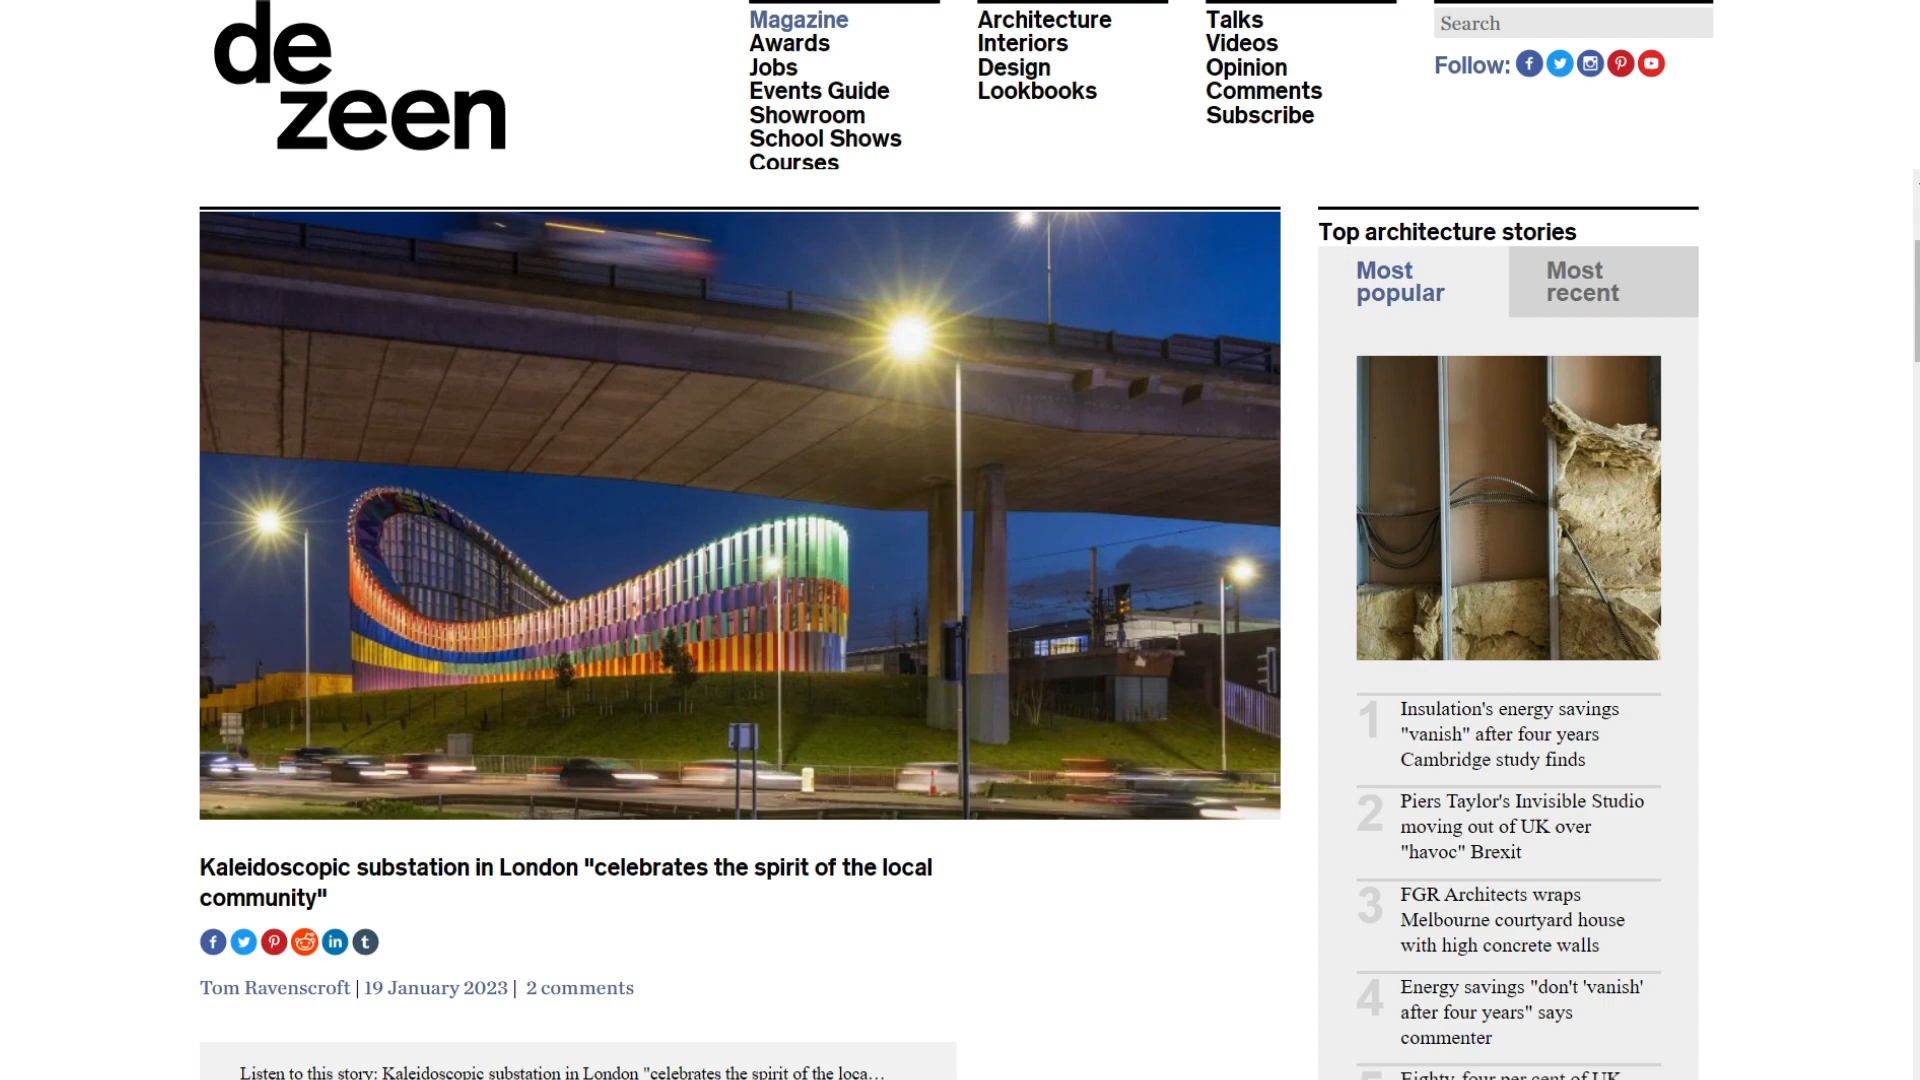 de
zeen
Magazine
Awards
Jobs
Events Guide
Showroom
School Shows
Courses
Architecture
Interiors
Design
Lookbooks
Talks
Videos
Opinion
Comments
Subscribe
Search
Follow:
Kaleidoscopic substation in London "celebrates the spirit of the local
community"
Tom Ravenscroft | 19 January 2023 | 2 comments
Listen to this story: Kaleidoscopic substation in London "celebrates the spirit of the loca…
Top architecture stories
Most
popular
Most
recent
1 Insulation's energy savings
"vanish" after four years
Cambridge study finds
2 Piers Taylor's Invisible Studio
moving out of UK over
"havoc" Brexit
3 FGR Architects wraps
Melbourne courtyard house
with high concrete walls
4 Energy savings "don't 'vanish'
after four years" says
commenter
5 Eighty-four per cent of UK